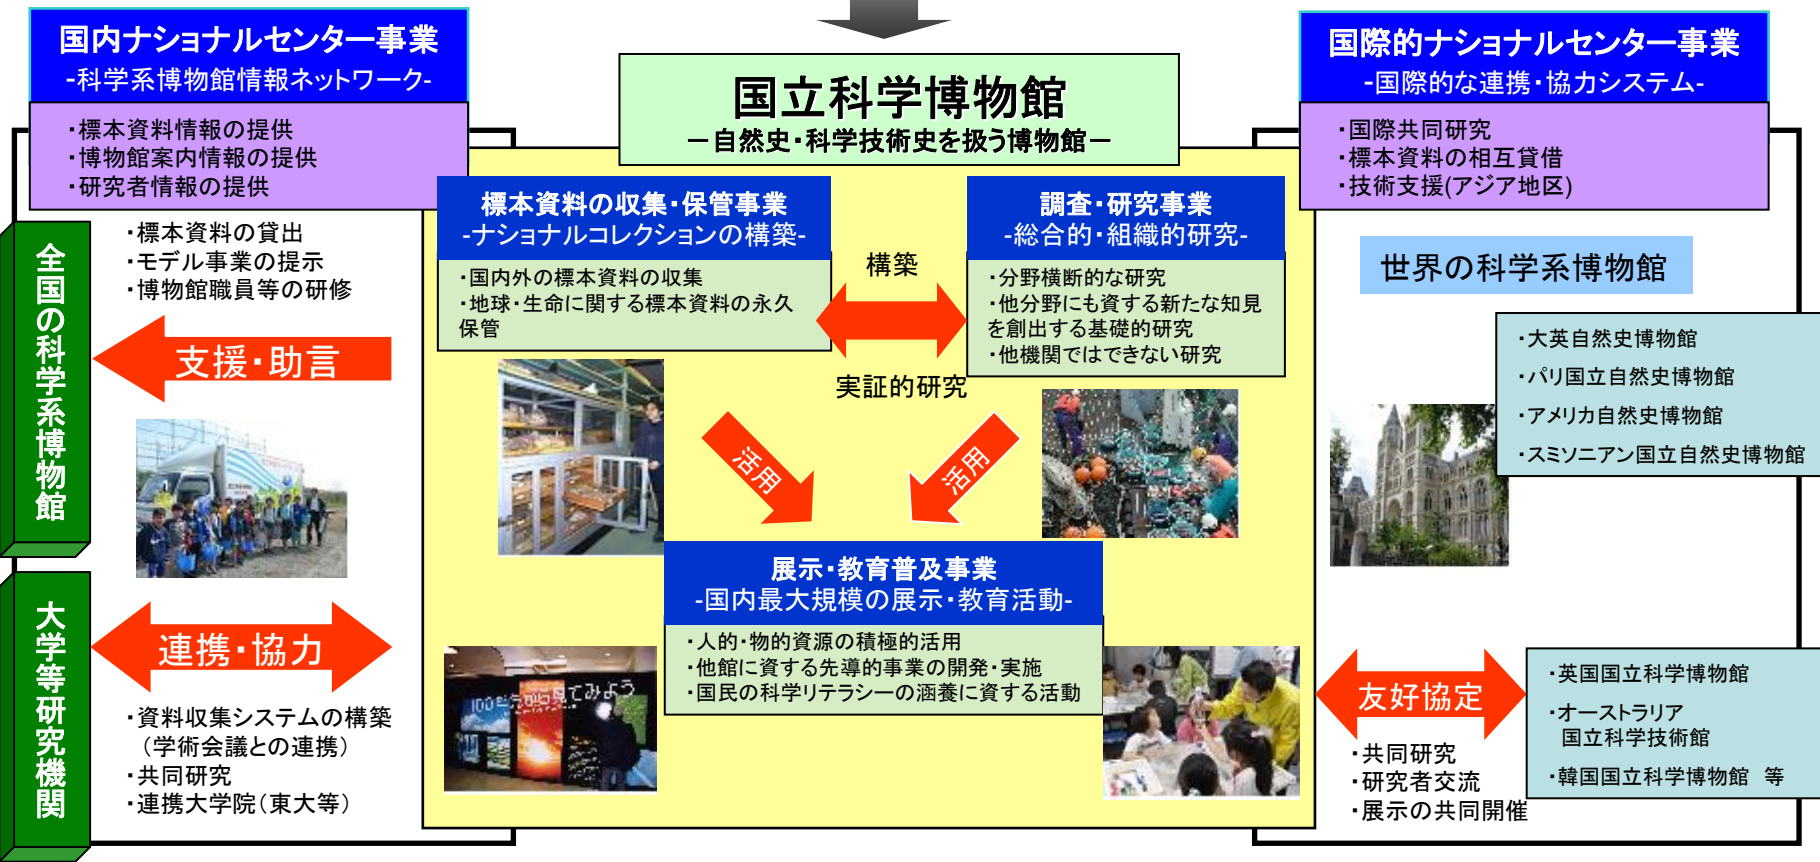 国内ナショナルセンター事業
-科学系博物館情報ネットワーク-
・標本資料情報の提供
・博物館案内情報の提供
・研究者情報の提供
国立科学博物館
－自然史・科学技術史を扱う博物館－
国際的ナショナルセンター事業
-国際的な連携・協力システム-
・国際共同研究
・標本資料の相互貸借
・技術支援(アジア地区)
全国の科学系博物館
・標本資料の貸出
・モデル事業の提示
・博物館職員等の研修
支援・助言
大学等研究機関
連携・協力
・資料収集システムの構築
（学術会議との連携）
・共同研究
・連携大学院（東大等）
標本資料の収集・保管事業
-ナショナルコレクションの構築-
・国内外の標本資料の収集
・地球・生命に関する標本資料の永久
保管
構築
実証的研究
調査・研究事業
-総合的・組織的研究-
・分野横断的な研究
・他分野にも資する新たな知見
を創出する基礎的研究
・他機関ではできない研究
活用
活用
展示・教育普及事業
-国内最大規模の展示・教育活動-
・人的・物的資源の積極的活用
・他館に資する先導的事業の開発・実施
・国民の科学リテラシーの涵養に資する活動
世界の科学系博物館
・大英自然史博物館
・パリ国立自然史博物館
・アメリカ自然史博物館
・スミソニアン国立自然史博物館
友好協定
・共同研究
・研究者交流
・展示の共同開催
・英国国立科学博物館
・オーストラリア
国立科学技術館
・韓国国立科学博物館　等